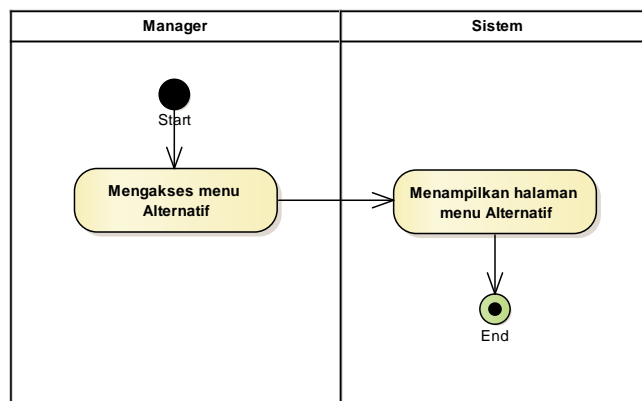 Manager
Sistem
Start
Mengakses menu
Alternatif
Menampilkan halaman
menu Alternatif
End